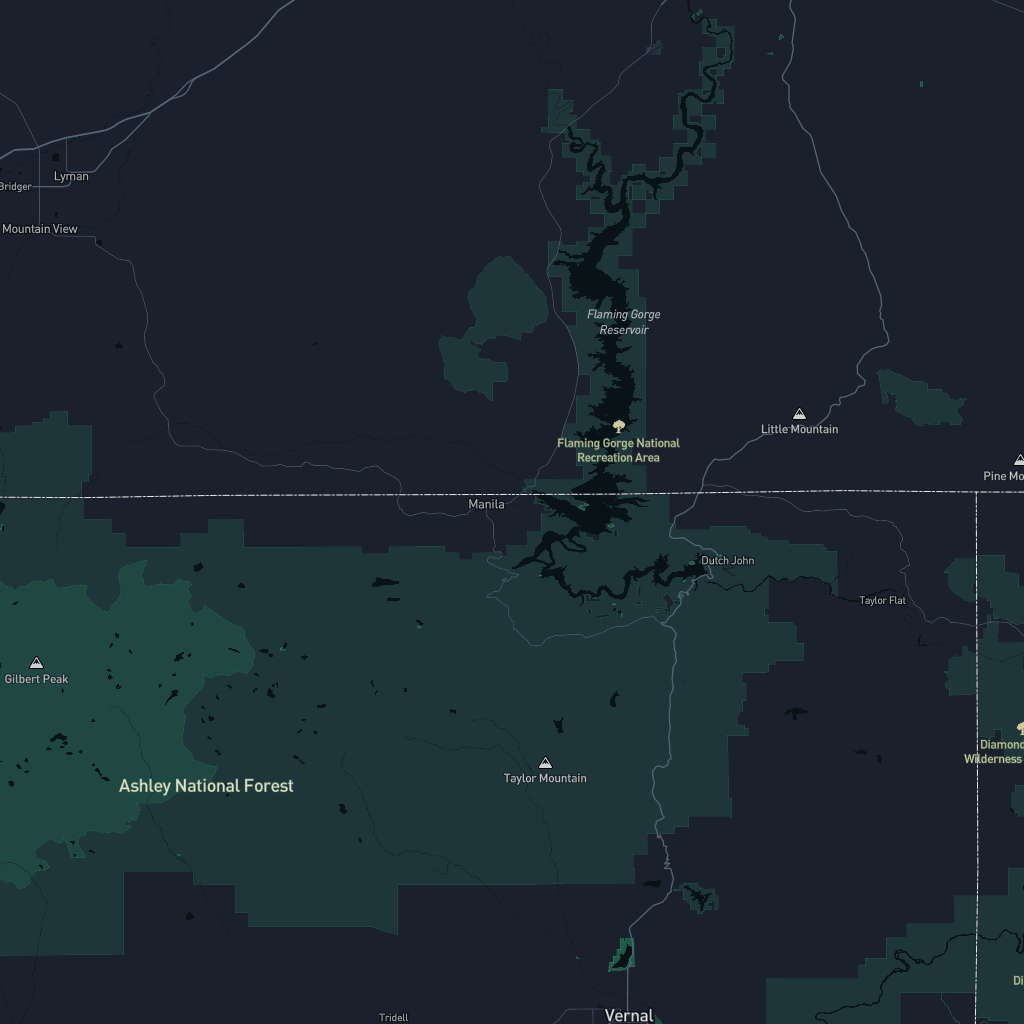 Lyman
Bridger
Mountain View
Flaming Gorge
Reservoir
Little Mountain
Flaming Gorge National
Recreation Area
Pine Mo
Manila
Dutch John
Taylor Flat
Gilbert Peak
Diamond
Wilderness
Taylor Mountain
Ashley National Forest
Di
Vernal
Tridell